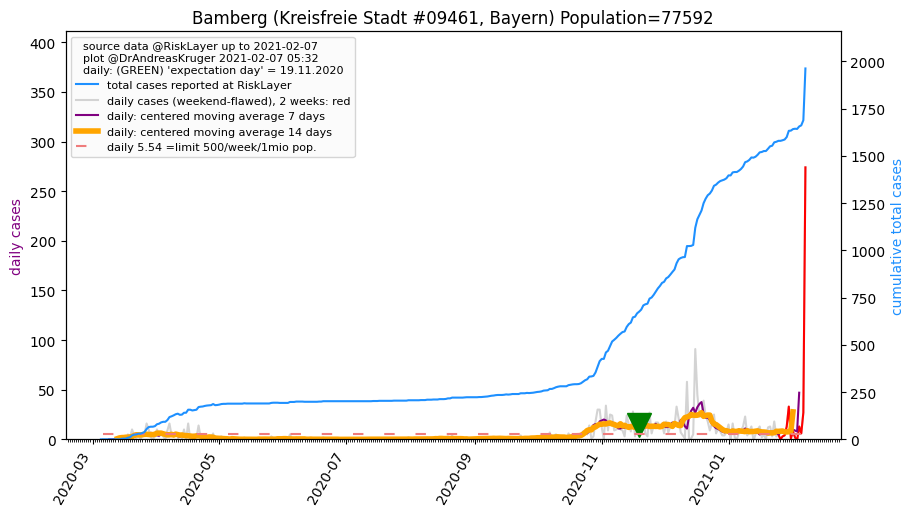 Bamberg (Kreisfreie Stadt #09461, Bayern) Population=77592
source data @RiskLayer up to 2021-02-07
plot @DrAndreasKruger 2021-02-07 05:32
daily: (GREEN) 'expectation day' = 19.11.2020
total cases reported at RiskLayer
daily cases (weekend-flawed), 2 weeks: red
daily: centered moving average 7 days
daily: centered moving average 14 days
daily 5.54 =limit 500/week/1mio pop.
daily cases
400
350
300
250
200
150
100
50
0
2020-03
2020-05
2020-07
2020-09
2020-11
2021-01
2000
1750
1500
1250
1000
750
500
250
0
cumulative total cases